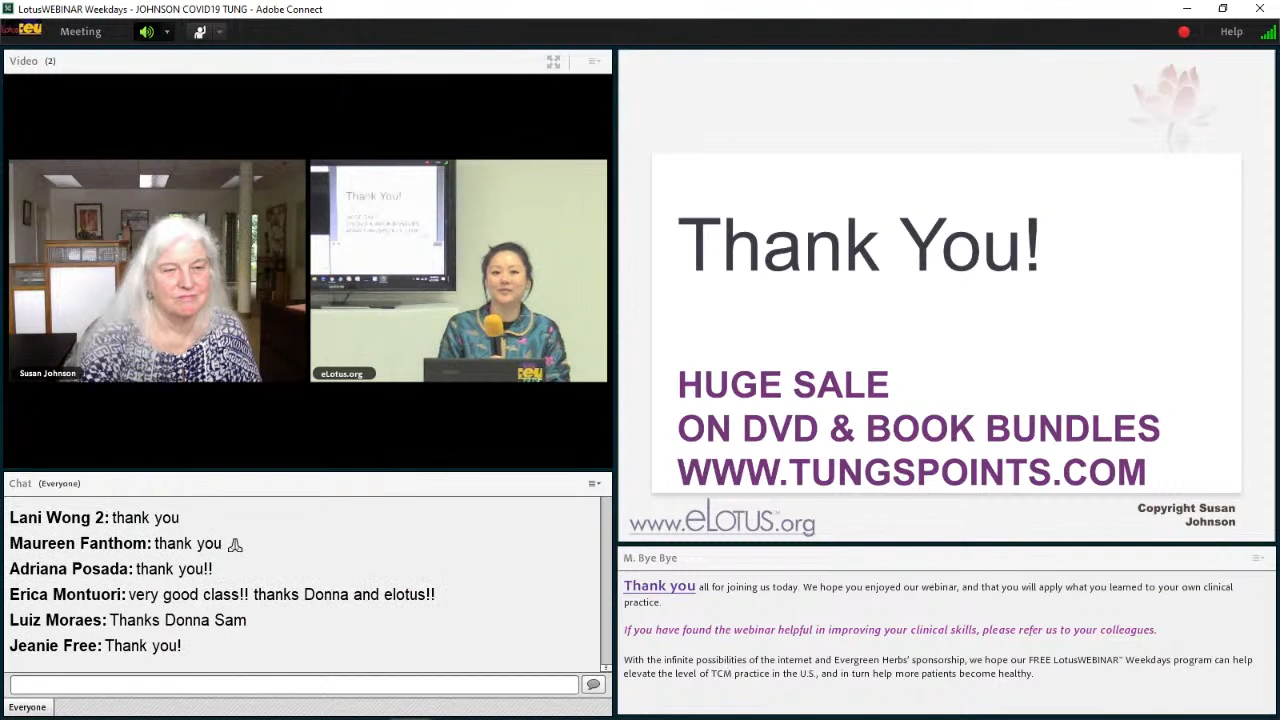 LotusWEBINAR Weekdays - JOHNSON COVID19 TUNG - Adobe Connect
Meeting
Help
Video (2)
Thank You!
Susan Johnson
eLotus.org
Thank You!
HUGE SALE
ON DVD & BOOK BUNDLES
WWW.TUNGSPOINTS.COM
www.eLOTUS.org
Copyright Susan
Johnson
Chat (Everyone)
Lani Wong 2: thank you
Maureen Fanthom: thank you 🙏
Adriana Posada: thank you!!
Erica Montuori: very good class!! thanks Donna and elotus!!
Luiz Moraes: Thanks Donna Sam
Jeanie Free: Thank you!
Everyone
M. Bye Bye
Thank you all for joining us today. We hope you enjoyed our webinar, and that you will apply what you learned to your own clinical
practice.
If you have found the webinar helpful in improving your clinical skills, please refer us to your colleagues.
With the infinite possibilities of the internet and Evergreen Herbs' sponsorship, we hope our FREE LotusWEBINAR™ Weekdays program can help
elevate the level of TCM practice in the U.S., and in turn help more patients become healthy.